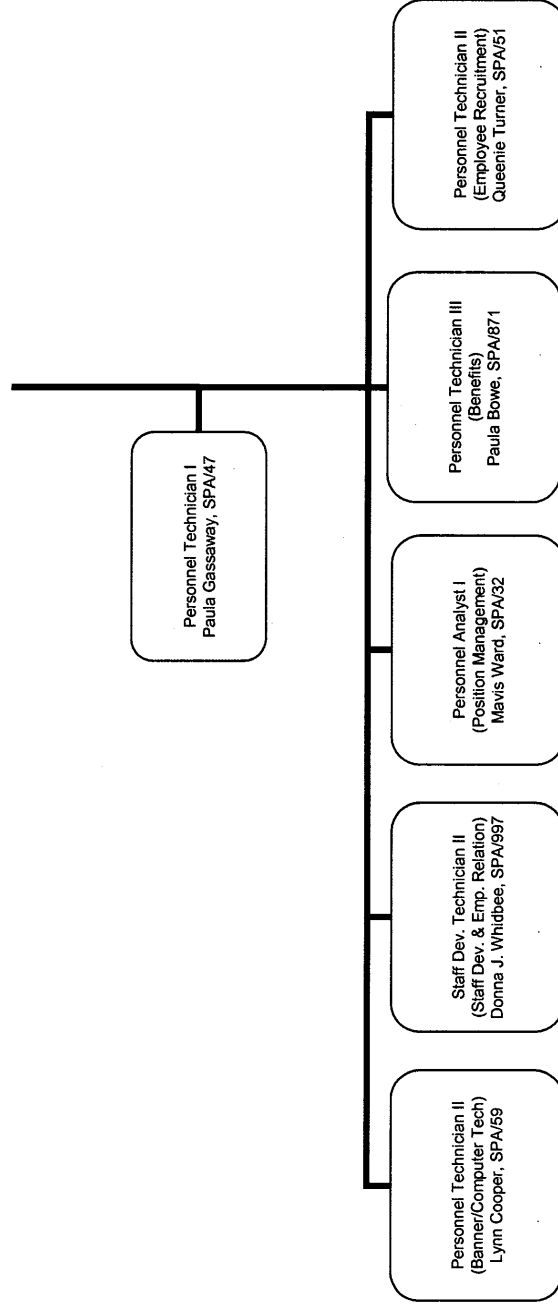 Personnel Technician I
Paula Gassaway, SPA/47
Personnel Technician II
(Banner/Computer Tech)
Lynn Cooper, SPA/59
Staff Dev. Technician II
(Staff Dev. & Emp. Relation)
Donna J. Whidbee, SPA/997
Personnel Analyst I
(Position Management)
Mavis Ward, SPA/32
Personnel Technician III
(Benefits)
Paula Bowe, SPA/871
Personnel Technician II
(Employee Recruitment)
Queenie Turner, SPA/51